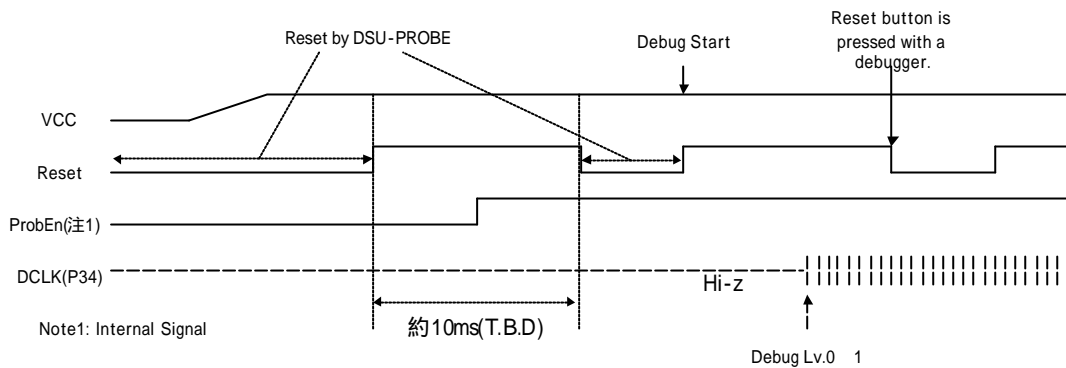 Reset by DSU-PROBE
Debug Start
Reset button is
pressed with a
debugger.
VCC
Reset
ProbEn(注1)
DCLK(P34)
Hi-z
約10ms(T.B.D)
Note1: Internal Signal
Debug Lv.0 1